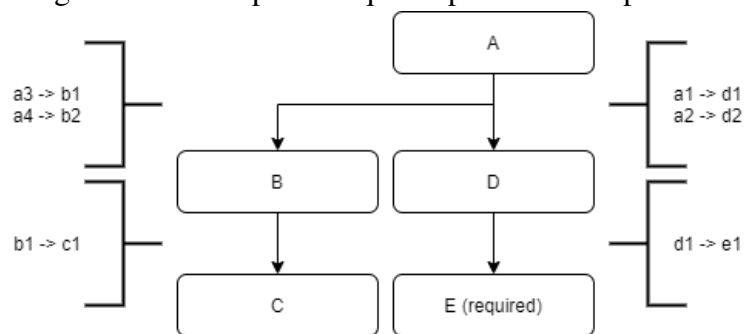 A
a3 -> b1
a4 -> b2
a1 -> d1
a2 -> d2
B
D
b1 -> c1
d1 -> e1
C
E (required)